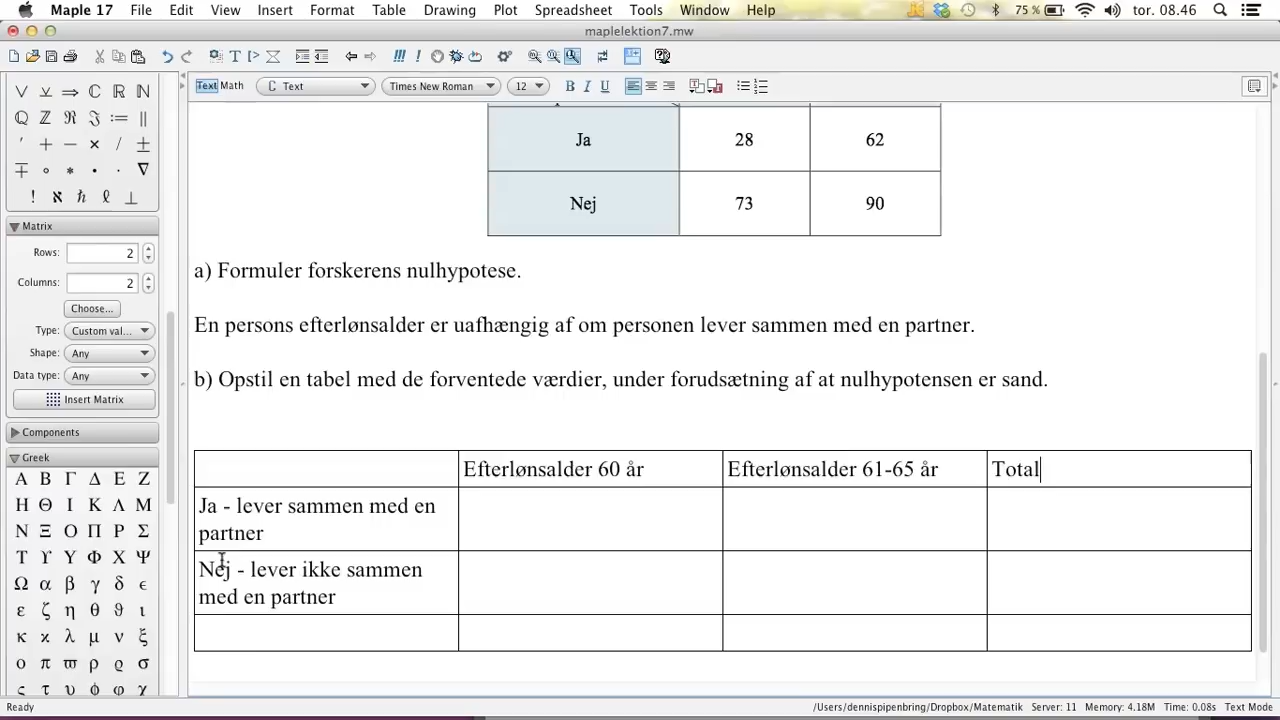 Maple 17 File Edit View Insert Format Table Drawing Plot Spreadsheet Tools Window Help 75 % tor. 08.46
maplelektion7.mw
Text Math C Text Times New Roman 12 B I U
∨ ⊻ ⇒ ℂ ℝ ℕ
ℚ ℤ ℜ ℑ := ||
′ + − × / ±
∓ ∘ * · · ∇
! ℵ ℏ ℓ ⊥
Matrix
Rows: 2
Columns: 2
Choose...
Type: Custom val...
Shape: Any
Data type: Any
Insert Matrix
Components
Greek
Α Β Γ Δ Ε Ζ
Η Θ Ι Κ Λ Μ
Ν Ξ Ο Π Ρ Σ
Τ ϒ Υ Φ Χ Ψ
Ω α β γ δ ϵ
ε ζ η θ ϑ ι
κ ϰ λ μ ν ξ
ο π ϖ ρ ϱ σ
ς τ υ φ ϕ χ
Ja 28 62
Nej 73 90
a) Formuler forskerens nulhypotese.
En persons efterlønsalder er uafhængig af om personen lever sammen med en partner.
b) Opstil en tabel med de forventede værdier, under forudsætning af at nulhypotensen er sand.
Efterlønsalder 60 år Efterlønsalder 61-65 år Total
Ja - lever sammen med en
partner
Nej - lever ikke sammen
med en partner
Ready /Users/dennispipenbring/Dropbox/Matematik Server: 11 Memory: 4.18M Time: 0.08s Text Mode